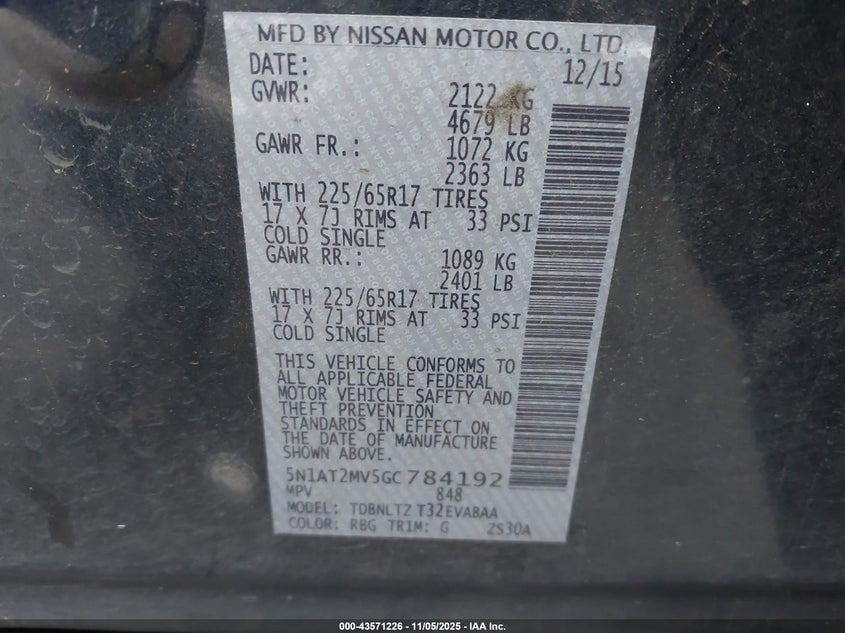 MFD BY NISSAN MOTOR CO., LTD.
DATE: 12/15
GVWR: 2122 KG
4679 LB
GAWR FR.: 1072 KG
2363 LB
WITH 225/65R17 TIRES
17 X 7J RIMS AT 33 PSI
COLD SINGLE
GAWR RR.: 1089 KG
2401 LB
WITH 225/65R17 TIRES
17 X 7J RIMS AT 33 PSI
COLD SINGLE
THIS VEHICLE CONFORMS TO
ALL APPLICABLE FEDERAL
MOTOR VEHICLE SAFETY AND
THEFT PREVENTION
STANDARDS IN EFFECT ON
THE DATE OF MANUFACTURE
SHOWN ABOVE.
5N1AT2MV5GC784192
MPV 848
MODEL: TDBNLTZ T32EVABAA
COLOR: RBG TRIM: G 2S30A
000-43571226 - 11/05/2025 - IAA Inc.